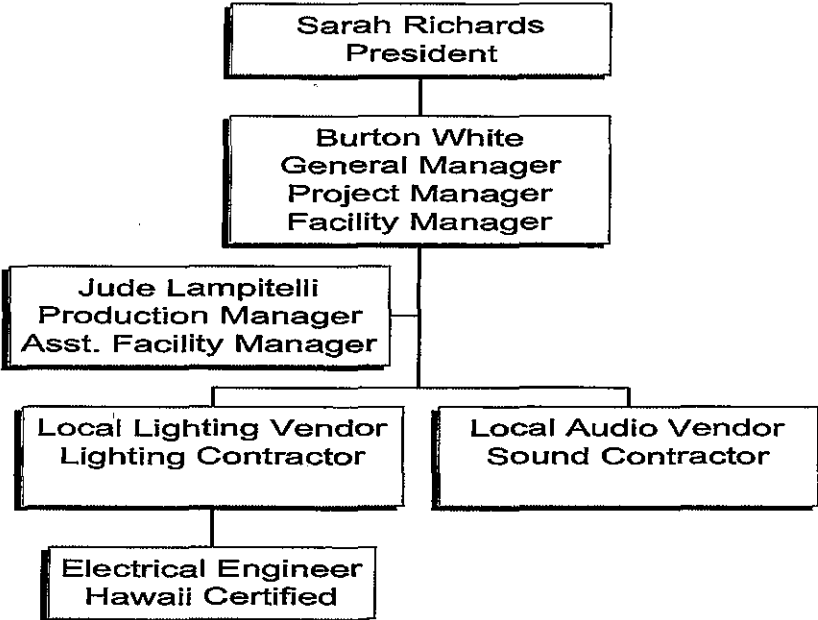 Sarah Richards
President
Burton White
General Manager
Project Manager
Facility Manager
Jude Lampitelli
Production Manager
Asst. Facility Manager
Local Lighting Vendor
Lighting Contractor
Local Audio Vendor
Sound Contractor
Electrical Engineer
Hawaii Certified